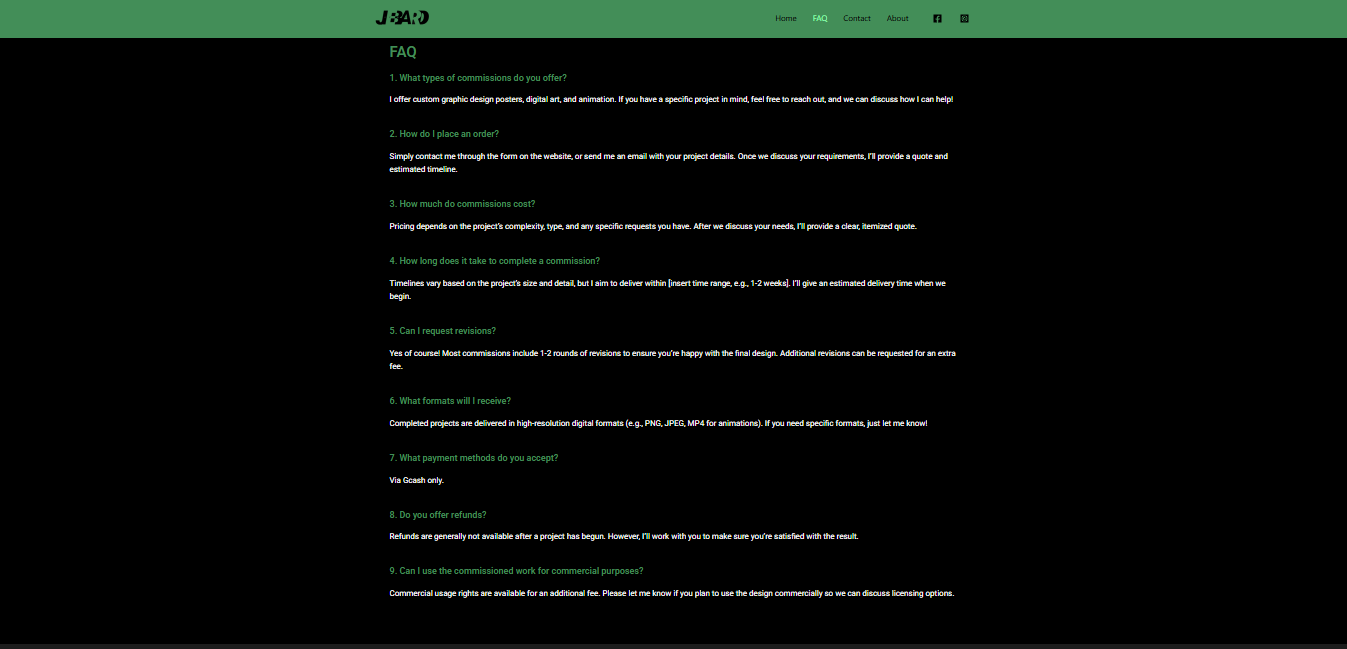 JBARO
Home FAQ Contact About
FAQ
1. What types of commissions do you offer?
I offer custom graphic design posters, digital art, and animation. If you have a specific project in mind, feel free to reach out, and we can discuss how I can help!
2. How do I place an order?
Simply contact me through the form on the website, or send me an email with your project details. Once we discuss your requirements, I'll provide a quote and
estimated timeline.
3. How much do commissions cost?
Pricing depends on the project's complexity, type, and any specific requests you have. After we discuss your needs, I'll provide a clear, itemized quote.
4. How long does it take to complete a commission?
Timelines vary based on the project's size and detail, but I aim to deliver within [insert time range, e.g., 1-2 weeks]. I'll give an estimated delivery time when we
begin.
5. Can I request revisions?
Yes of course! Most commissions include 1-2 rounds of revisions to ensure you're happy with the final design. Additional revisions can be requested for an extra
fee.
6. What formats will I receive?
Completed projects are delivered in high-resolution digital formats (e.g., PNG, JPEG, MP4 for animations). If you need specific formats, just let me know!
7. What payment methods do you accept?
Via Gcash only.
8. Do you offer refunds?
Refunds are generally not available after a project has begun. However, I'll work with you to make sure you're satisfied with the result.
9. Can I use the commissioned work for commercial purposes?
Commercial usage rights are available for an additional fee. Please let me know if you plan to use the design commercially so we can discuss licensing options.